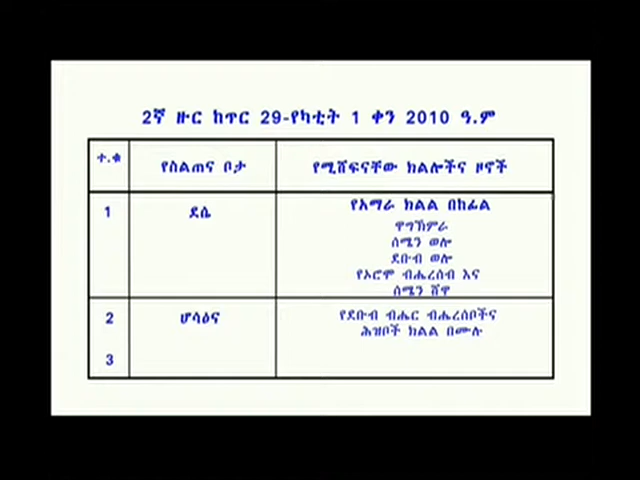 2ኛ ዙር ከጥር 29-የካቲት 1 ቀን 2010 ዓ.ም
ተ.ቁ
የስልጠና ቦታ
የሚሸፍናቸው ክልሎችና ዞኖች
1
ደሴ
የአማራ ክልል በከፊል
ዋግኽምራ
ሰሜን ወሎ
ደቡብ ወሎ
የኦሮሞ ብሔረሰብ እና
ሰሜን ሸዋ
2
ሆሳዕና
የደቡብ ብሔር ብሔረሰቦችና
ሕዝቦች ክልል በሙሉ
3